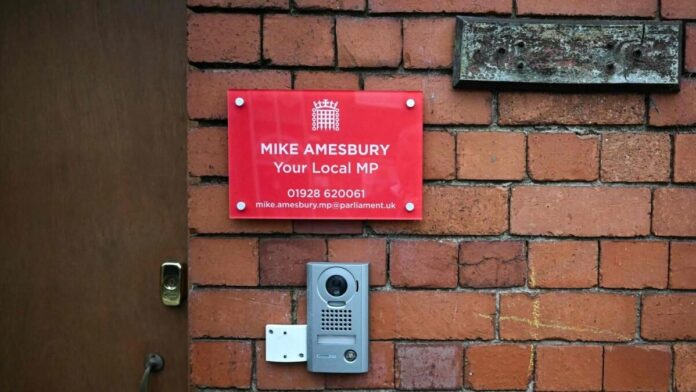 MIKE AMESBURY
Your Local MP
01928 620061
mike.amesbury.mp@parliament.uk